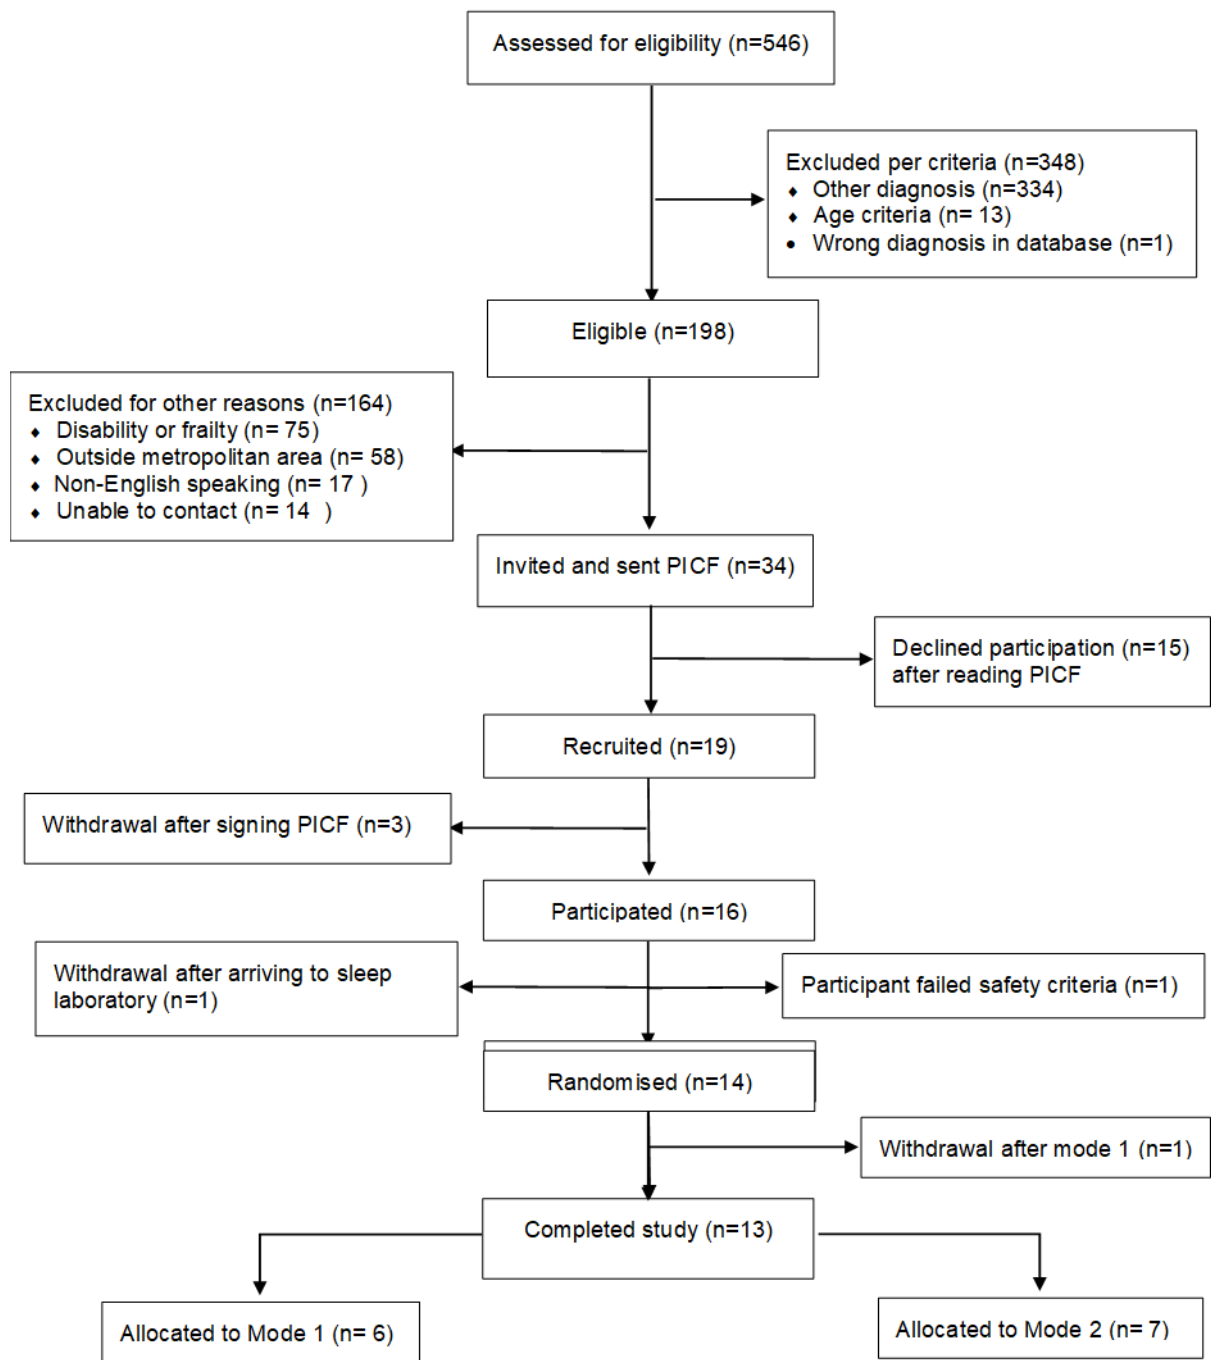 Assessed for eligibility (n=546)
Excluded per criteria (n=348)
♦ Other diagnosis (n=334)
♦ Age criteria (n= 13)
• Wrong diagnosis in database (n=1)
Eligible (n=198)
Excluded for other reasons (n=164)
♦ Disability or frailty (n= 75)
♦ Outside metropolitan area (n= 58)
♦ Non-English speaking (n= 17 )
♦ Unable to contact (n= 14 )
Invited and sent PICF (n=34)
Declined participation (n=15)
after reading PICF
Recruited (n=19)
Withdrawal after signing PICF (n=3)
Participated (n=16)
Withdrawal after arriving to sleep
laboratory (n=1)
Participant failed safety criteria (n=1)
Randomised (n=14)
Withdrawal after mode 1 (n=1)
Completed study (n=13)
Allocated to Mode 1 (n= 6)
Allocated to Mode 2 (n= 7)